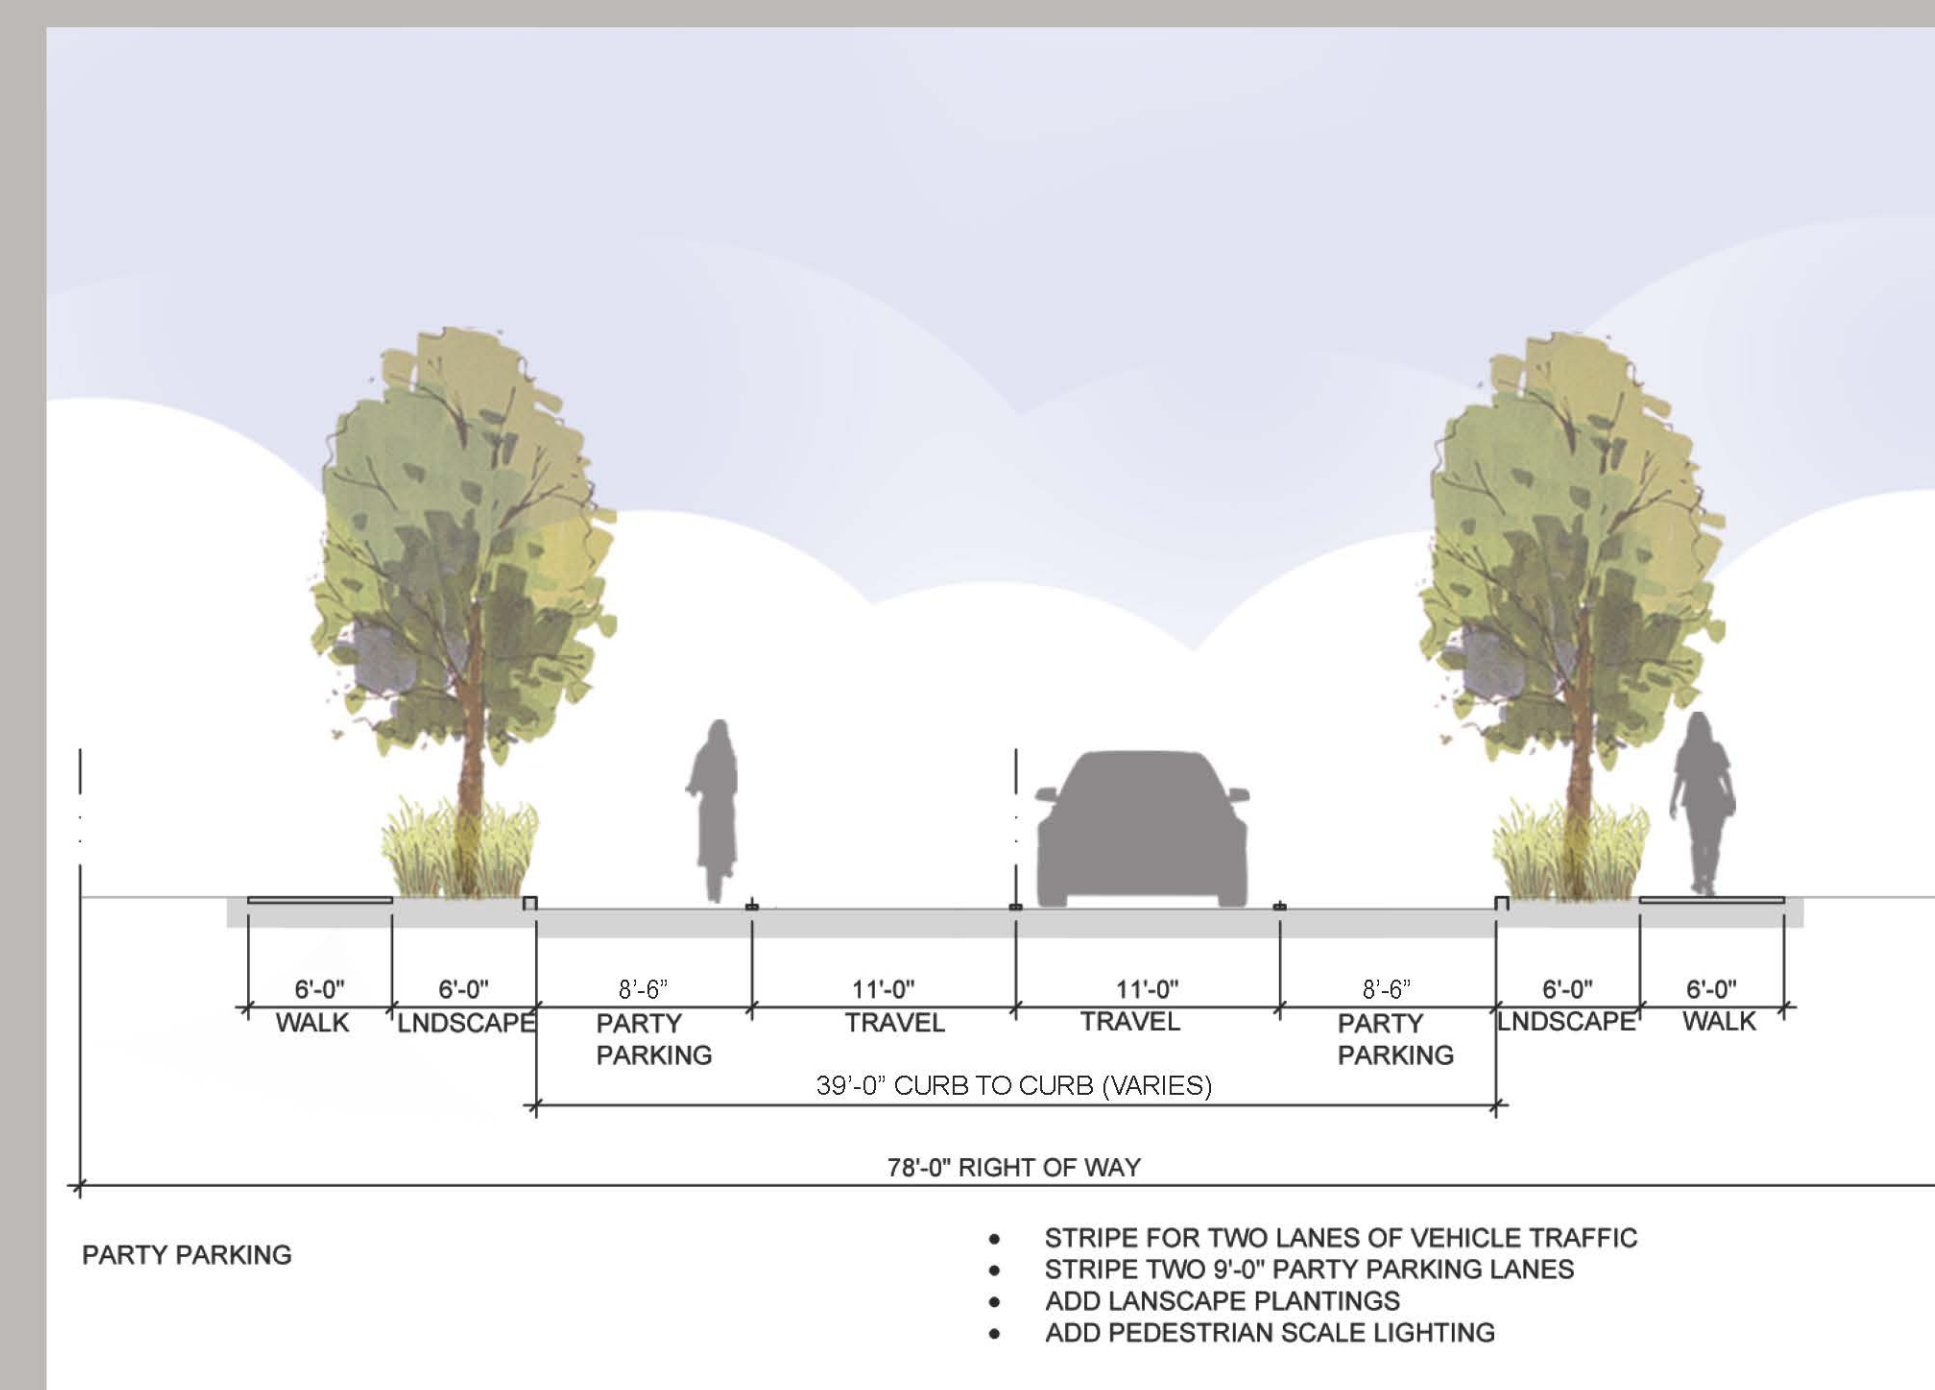 6'-0" 6'-0" 8'-6” 11'-0" 11'-0" 8'-6” 6'-0" 6'-0"
WALK LNDSCAPE PARTY TRAVEL TRAVEL PARTY LNDSCAPE WALK
PARKING PARKING
39'-0” CURB TO CURB (VARIES)
78'-0" RIGHT OF WAY
PARTY PARKING
• STRIPE FOR TWO LANES OF VEHICLE TRAFFIC
• STRIPE TWO 9'-0" PARTY PARKING LANES
• ADD LANSCAPE PLANTINGS
• ADD PEDESTRIAN SCALE LIGHTING